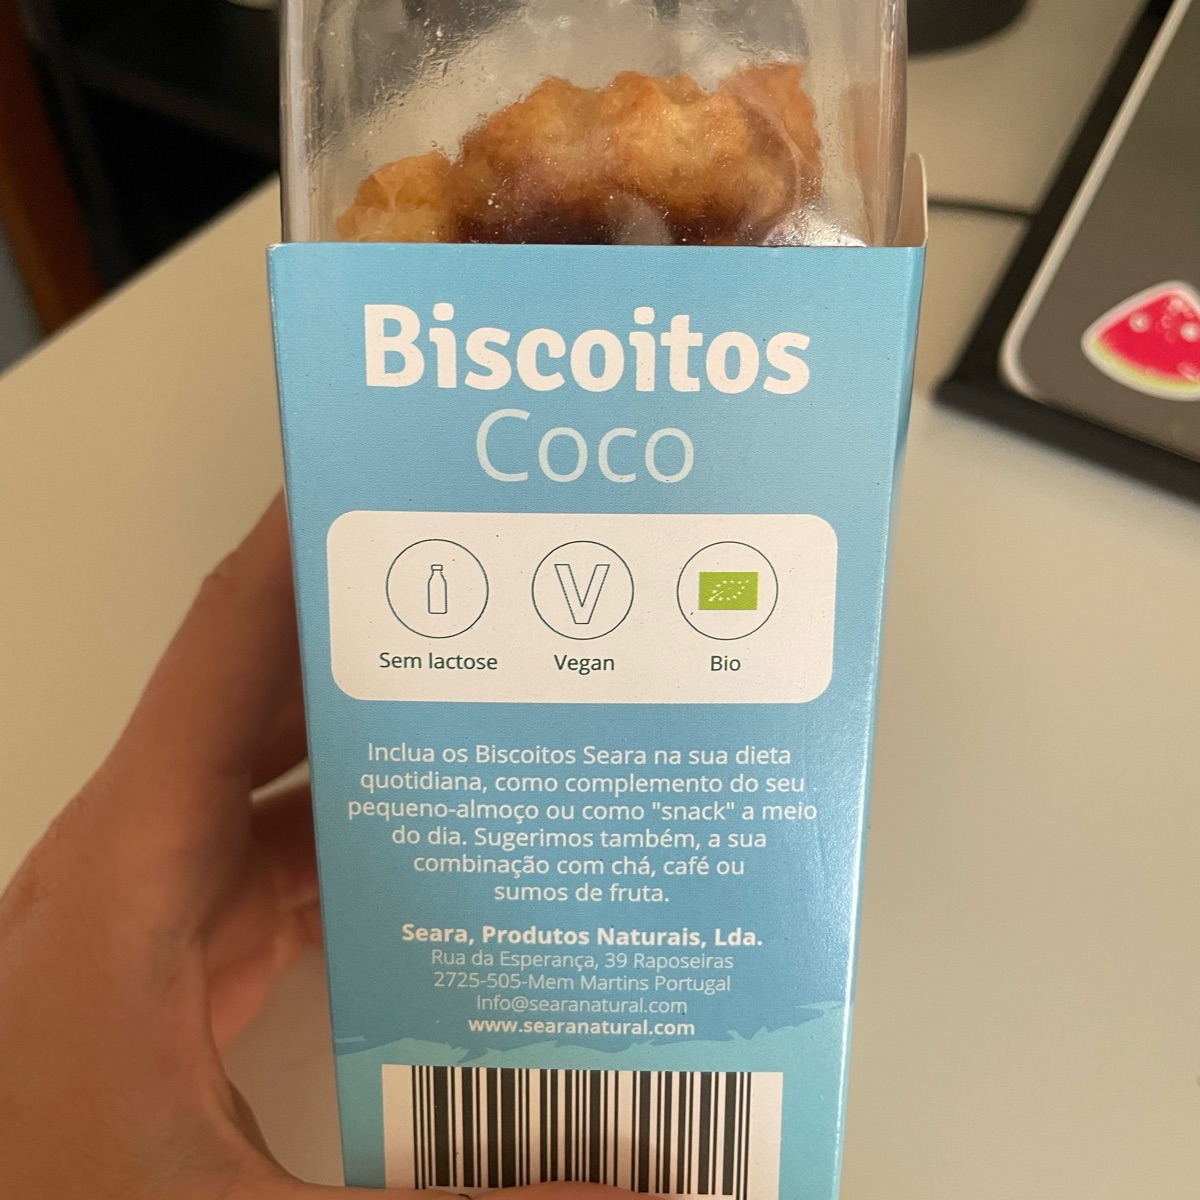 Biscoitos
Coco
Sem lactose
Vegan
Bio
Inclua os Biscoitos Seara na sua dieta
quotidiana, como complemento do seu
pequeno-almoço ou como "snack" a meio
do dia. Sugerimos também, a sua
combinação com chá, café ou
sumos de fruta.
Seara, Produtos Naturais, Lda.
Rua da Esperança, 39 Raposeiras
2725-505-Mem Martins Portugal
Info@searanatural.com
www.searanatural.com